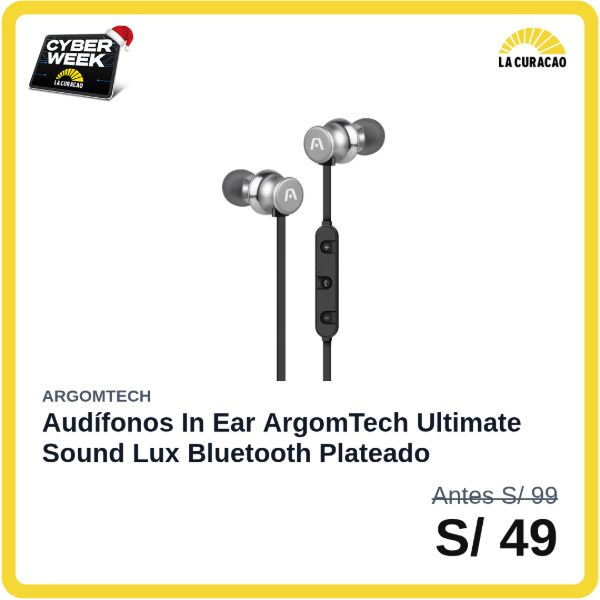 CYBER
WEEK
LA CURACAO
LA CURACAO
ARGOMTECH
Audífonos In Ear ArgomTech Ultimate
Sound Lux Bluetooth Plateado
Antes S/ 99
S/ 49